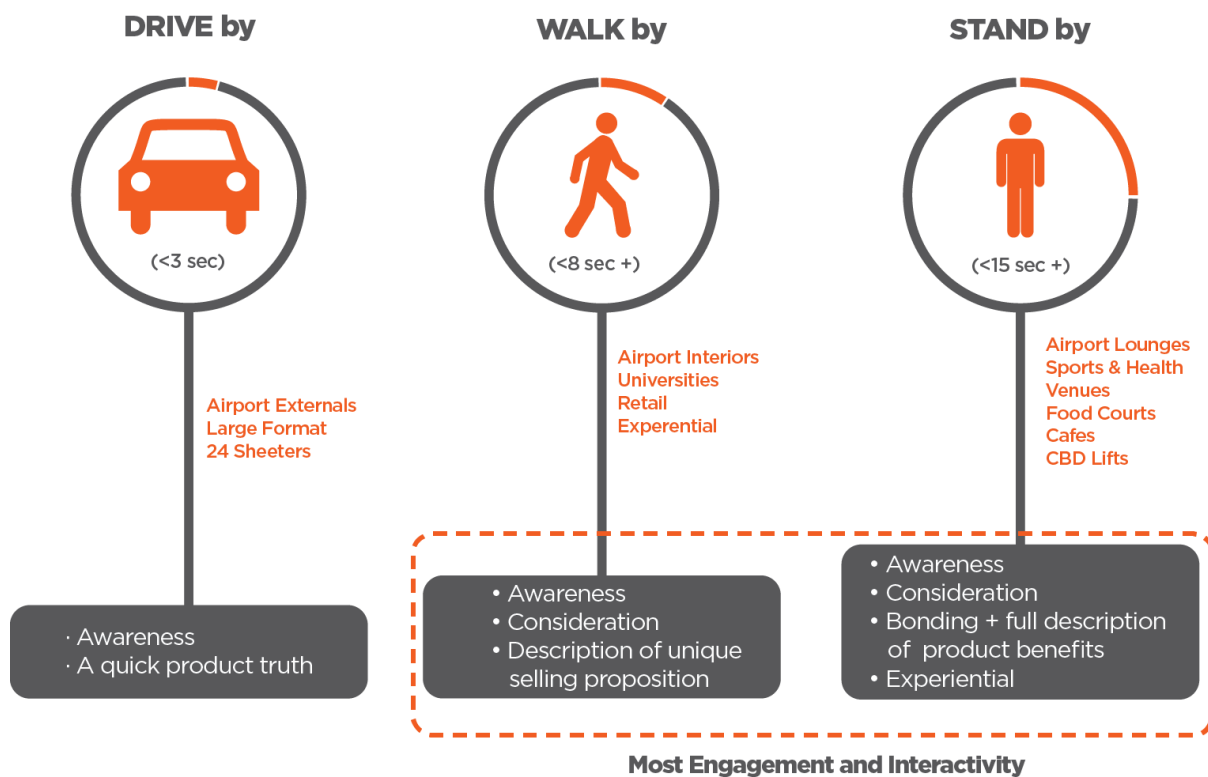 DRIVE by
(<3 sec)
Airport Externals
Large Format
24 Sheeters
· Awareness
· A quick product truth
WALK by
(<8 sec +)
Airport Interiors
Universities
Retail
Experential
• Awareness
• Consideration
• Description of unique
selling proposition
STAND by
(<15 sec +)
Airport Lounges
Sports & Health
Venues
Food Courts
Cafes
CBD Lifts
• Awareness
• Consideration
• Bonding + full description
of product benefits
• Experiential
Most Engagement and Interactivity